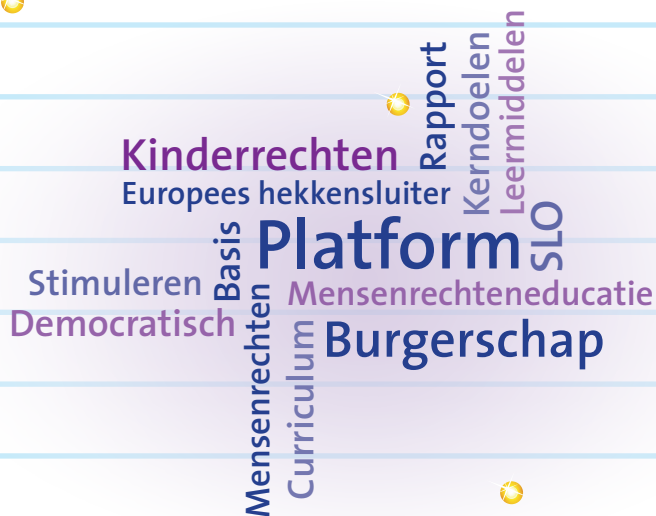 Rapport
Kerndoelen
Leermiddelen
Kinderrechten
Europees hekkensluiter
SLO
Platform
Basis
Stimuleren
Mensenrechteneducatie
Democratisch
Burgerschap
Mensenrechten
Curriculum